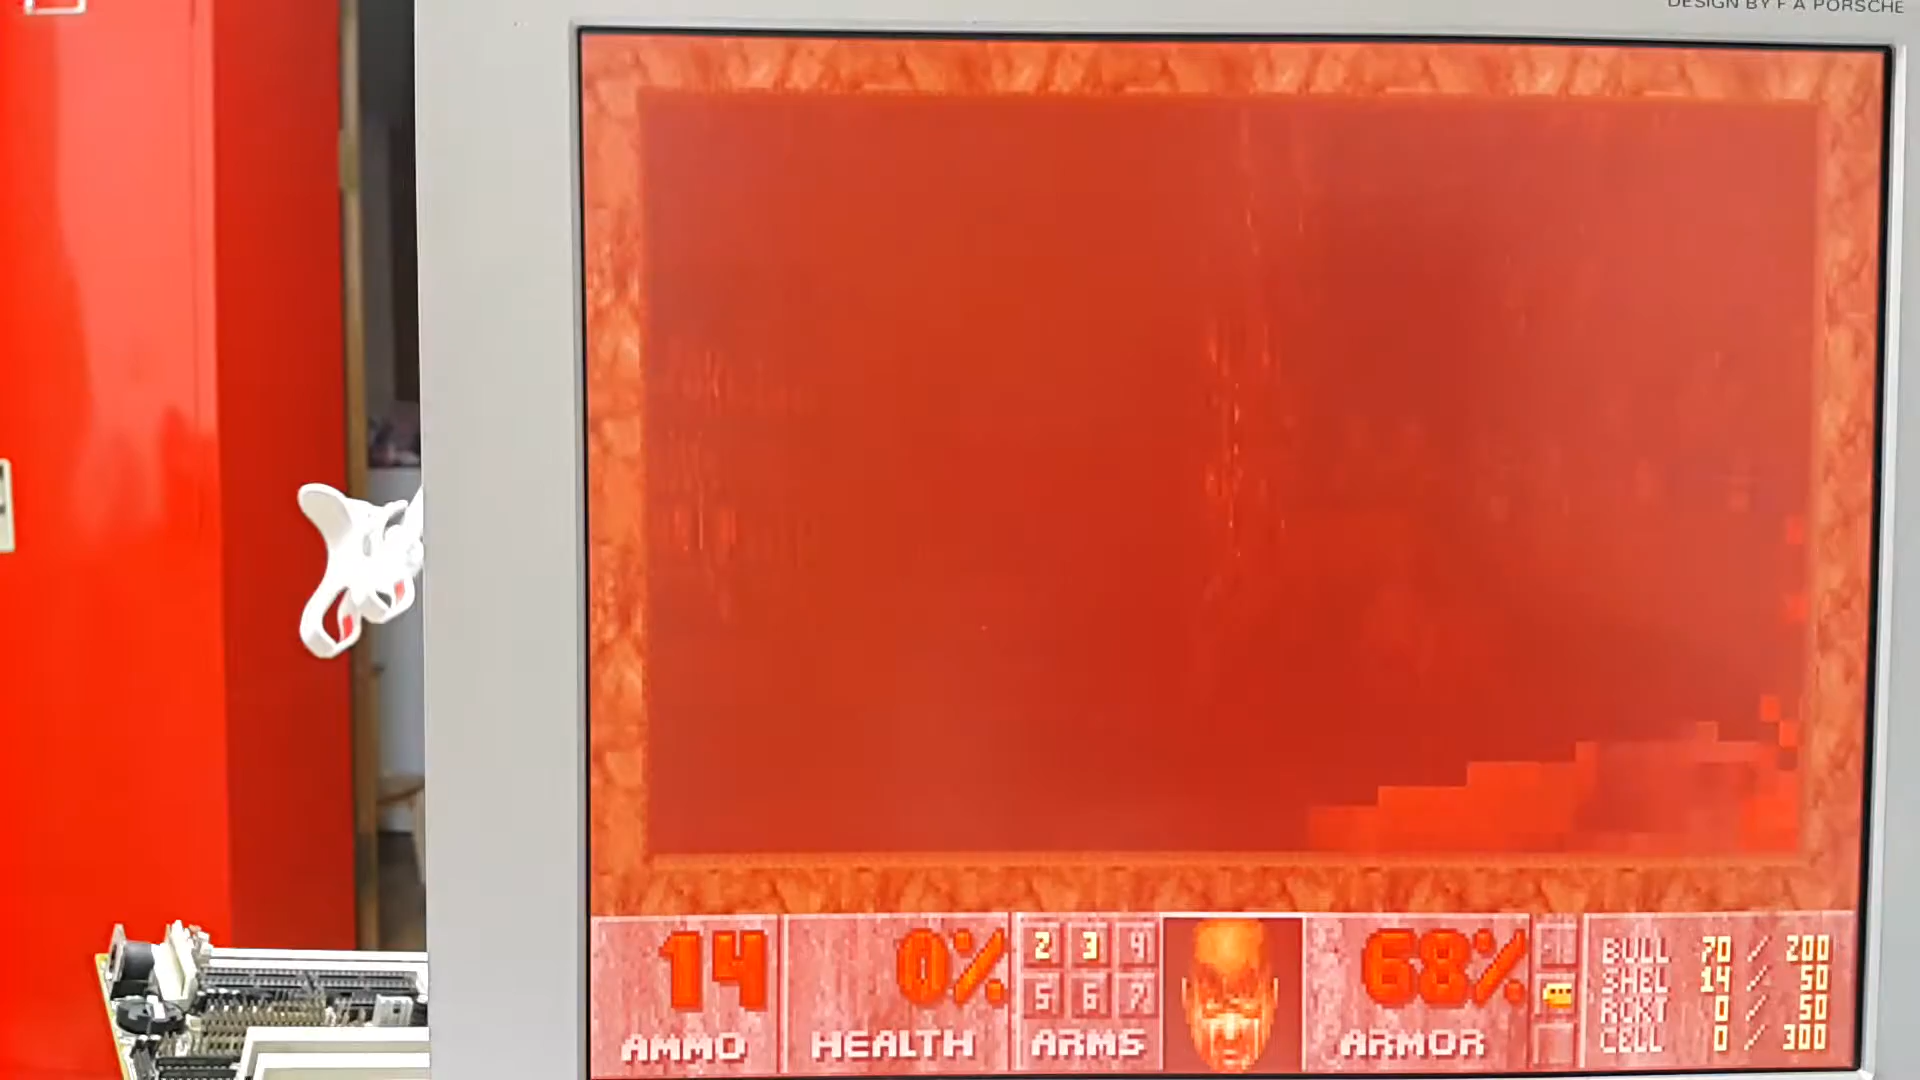 DESIGN BY F A PORSCHE
14
AMMO
0%
HEALTH
2 3 4
5 6 7
ARMS
68%
ARMOR
BULL 70 / 200
SHEL 14 / 50
RCKT 0 / 50
CELL 0 / 300